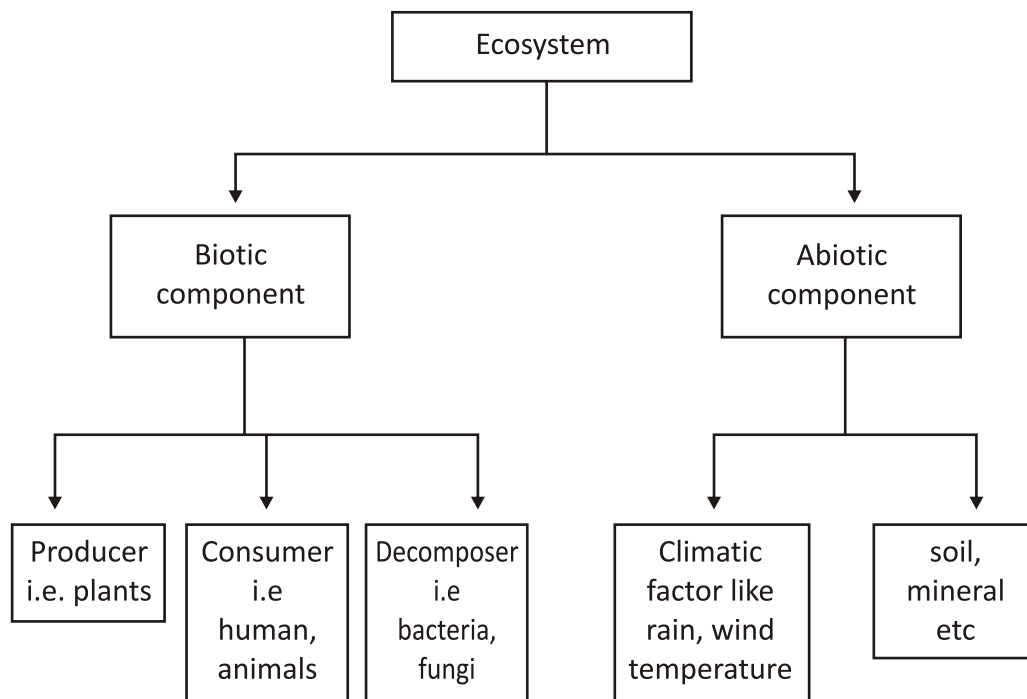 Ecosystem
Biotic
component
Abiotic
component
Producer
i.e. plants
Consumer
i.e
human,
animals
Decomposer
i.e
bacteria,
fungi
Climatic
factor like
rain, wind
temperature
soil,
mineral
etc